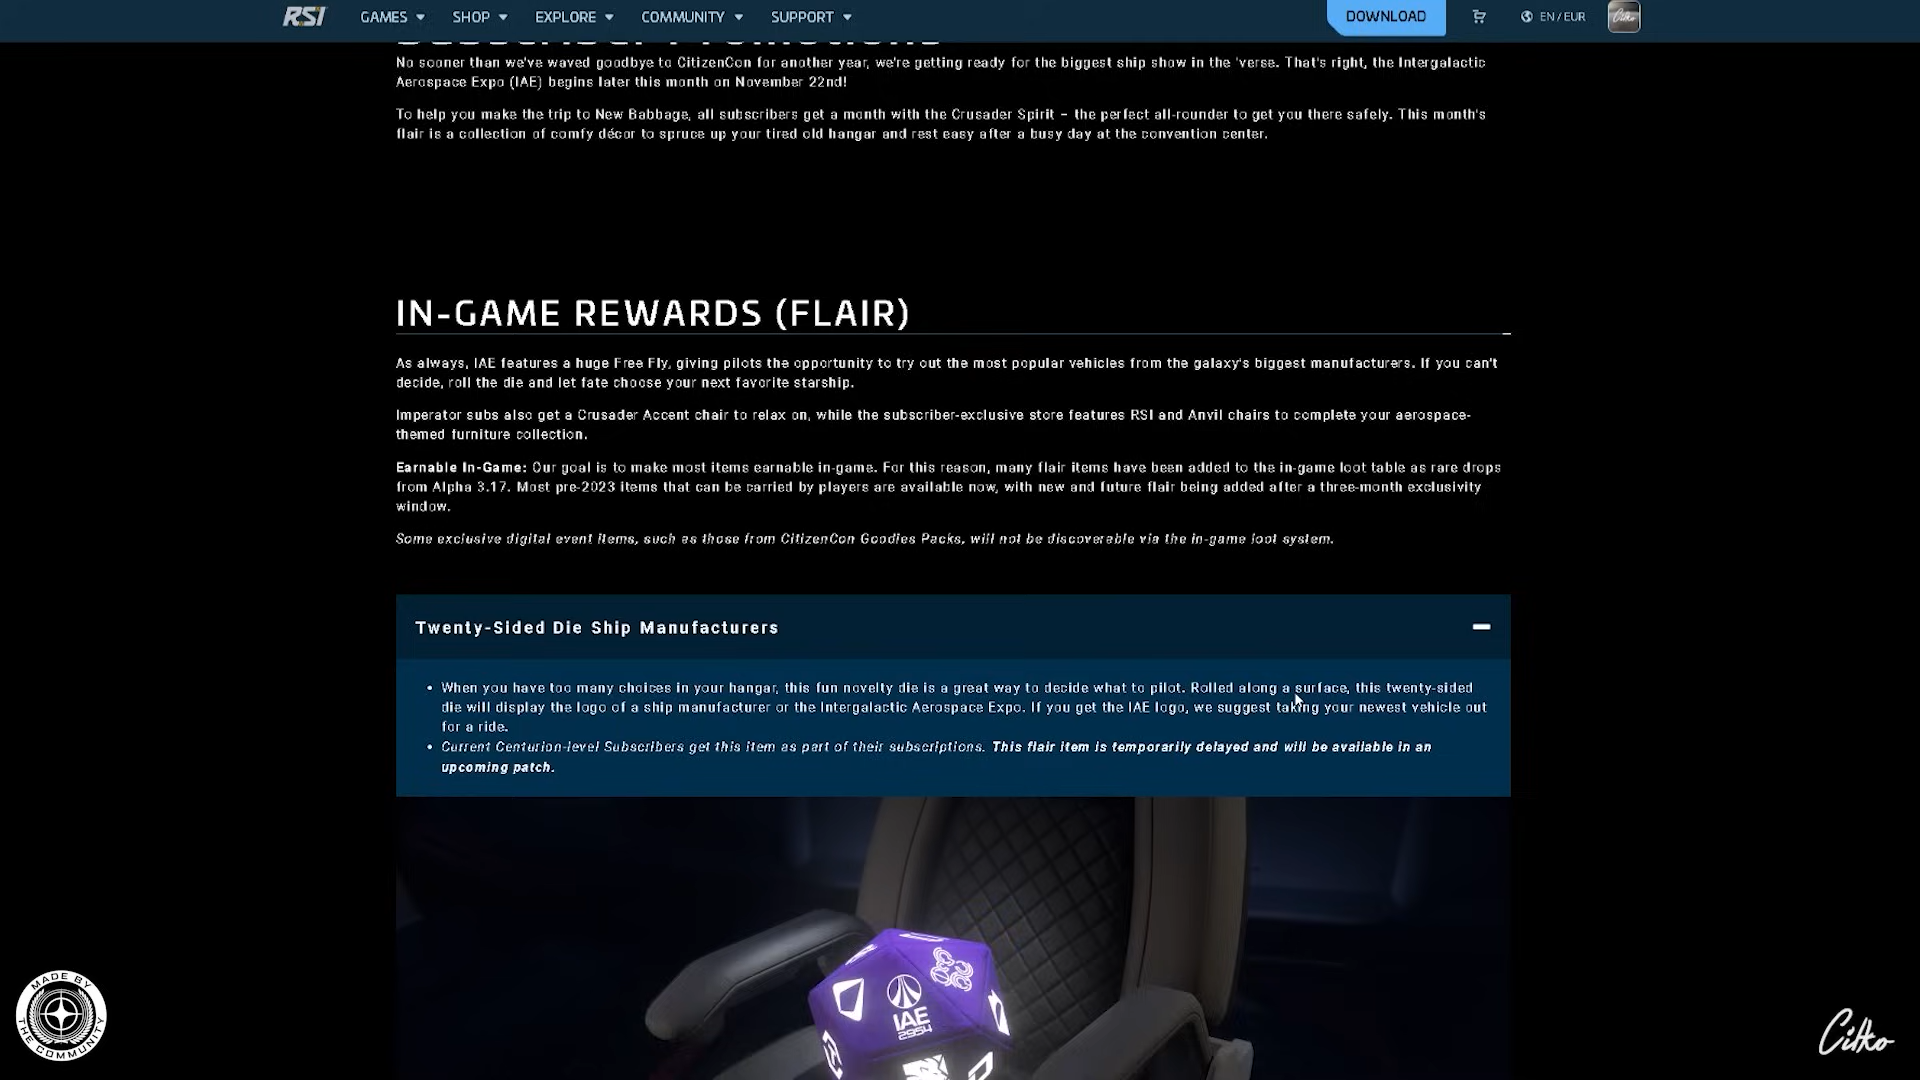 RSI GAMES SHOP EXPLORE COMMUNITY SUPPORT DOWNLOAD EN / EUR
Subscriber Promotions
No sooner than we've waved goodbye to CitizenCon for another year, we're getting ready for the biggest ship show in the 'verse. That's right, the Intergalactic
Aerospace Expo (IAE) begins later this month on November 22nd!
To help you make the trip to New Babbage, all subscribers get a month with the Crusader Spirit – the perfect all-rounder to get you there safely. This month's
flair is a collection of comfy décor to spruce up your tired old hangar and rest easy after a busy day at the convention center.
IN-GAME REWARDS (FLAIR)
As always, IAE features a huge Free Fly, giving pilots the opportunity to try out the most popular vehicles from the galaxy's biggest manufacturers. If you can't
decide, roll the die and let fate choose your next favorite starship.
Imperator subs also get a Crusader Accent chair to relax on, while the subscriber-exclusive store features RSI and Anvil chairs to complete your aerospace-
themed furniture collection.
Earnable In-Game: Our goal is to make most items earnable in-game. For this reason, many flair items have been added to the in-game loot table as rare drops
from Alpha 3.17. Most pre-2023 items that can be carried by players are available now, with new and future flair being added after a three-month exclusivity
window.
Some exclusive digital event items, such as those from CitizenCon Goodies Packs, will not be discoverable via the in-game loot system.
Twenty-Sided Die Ship Manufacturers
• When you have too many choices in your hangar, this fun novelty die is a great way to decide what to pilot. Rolled along a surface, this twenty-sided
die will display the logo of a ship manufacturer or the Intergalactic Aerospace Expo. If you get the IAE logo, we suggest taking your newest vehicle out
for a ride.
• Current Centurion-level Subscribers get this item as part of their subscriptions. This flair item is temporarily delayed and will be available in an
upcoming patch.
IAE
2954
MADE BY
THE COMMUNITY
Citko